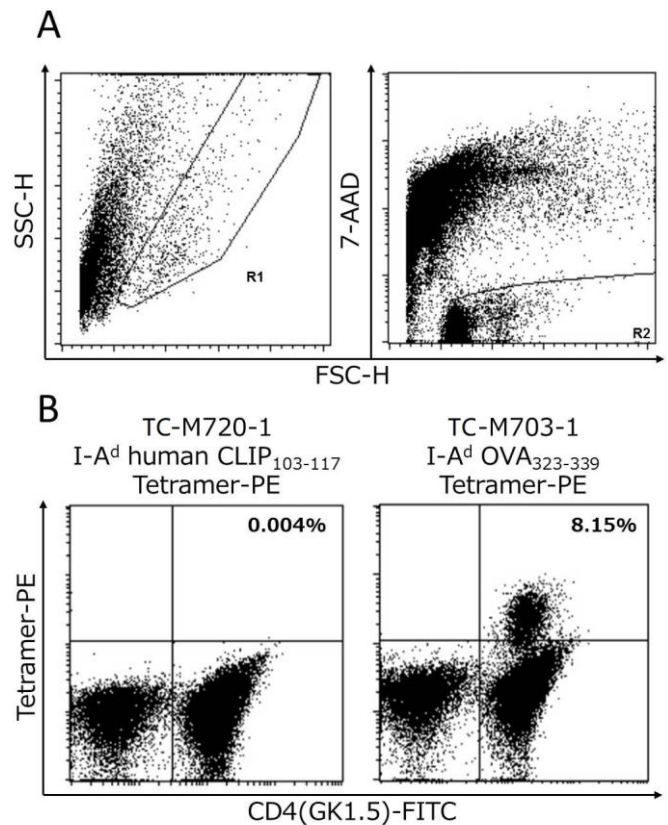 A
SSC-H
R1
7-AAD
R2
FSC-H
B
TC-M720-1
I-Aᵈ human CLIP₁₀₃₋₁₁₇
Tetramer-PE
TC-M703-1
I-Aᵈ OVA₃₂₃₋₃₃₉
Tetramer-PE
0.004%
8.15%
Tetramer-PE
CD4(GK1.5)-FITC